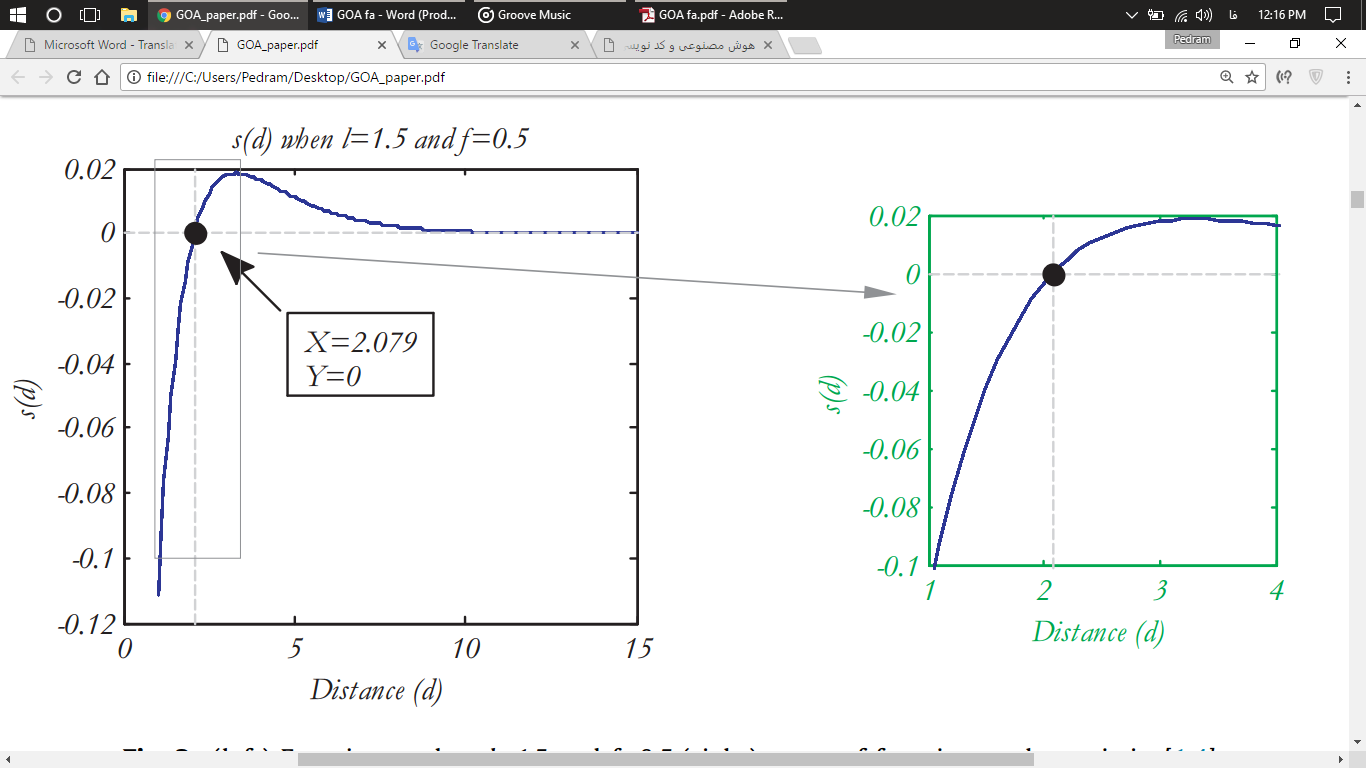 GOA_paper.pdf - Goo...
GOA fa - Word (Prod...
Groove Music
GOA fa.pdf - Adobe R...
فا
12:16 PM
Pedram
Microsoft Word - Transla
GOA_paper.pdf
Google Translate
هوش مصنوعی و کد نویسی
file:///C:/Users/Pedram/Desktop/GOA_paper.pdf
s(d) when l=1.5 and f=0.5
0.02
0
-0.02
-0.04
-0.06
-0.08
-0.1
-0.12
s(d)
X=2.079
Y=0
0
5
10
15
Distance (d)
0.02
0
-0.02
-0.04
-0.06
-0.08
-0.1
s(d)
1
2
3
4
Distance (d)